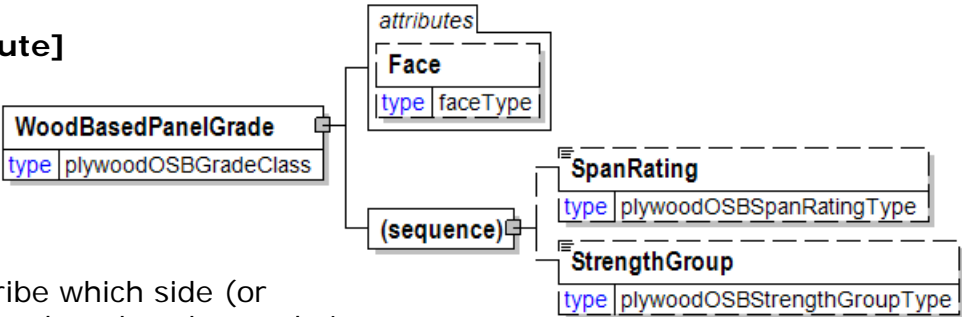 ute]
attributes
Face
type faceType
WoodBasedPanelGrade
type plywoodOSBGradeClass
SpanRating
type plywoodOSBSpanRatingType
(sequence)
StrengthGroup
type plywoodOSBStrengthGroupType
ribe which side (or